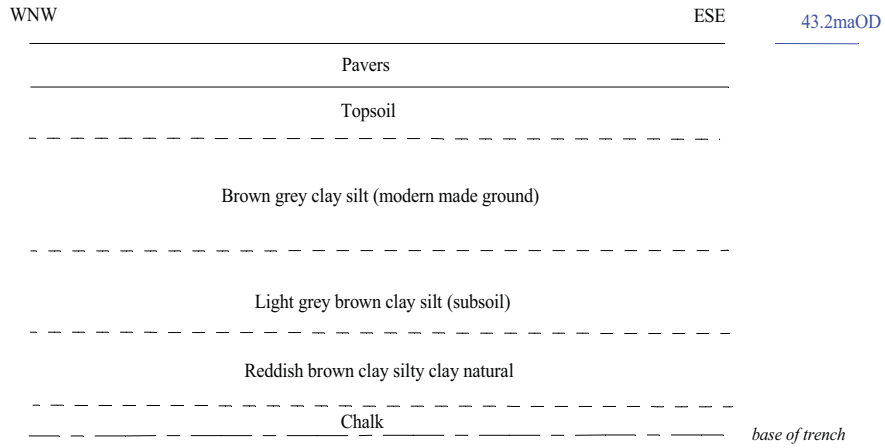 WNW
ESE
43.2maOD
Pavers
Topsoil
Brown grey clay silt (modern made ground)
Light grey brown clay silt (subsoil)
Reddish brown clay silty clay natural
Chalk
base of trench